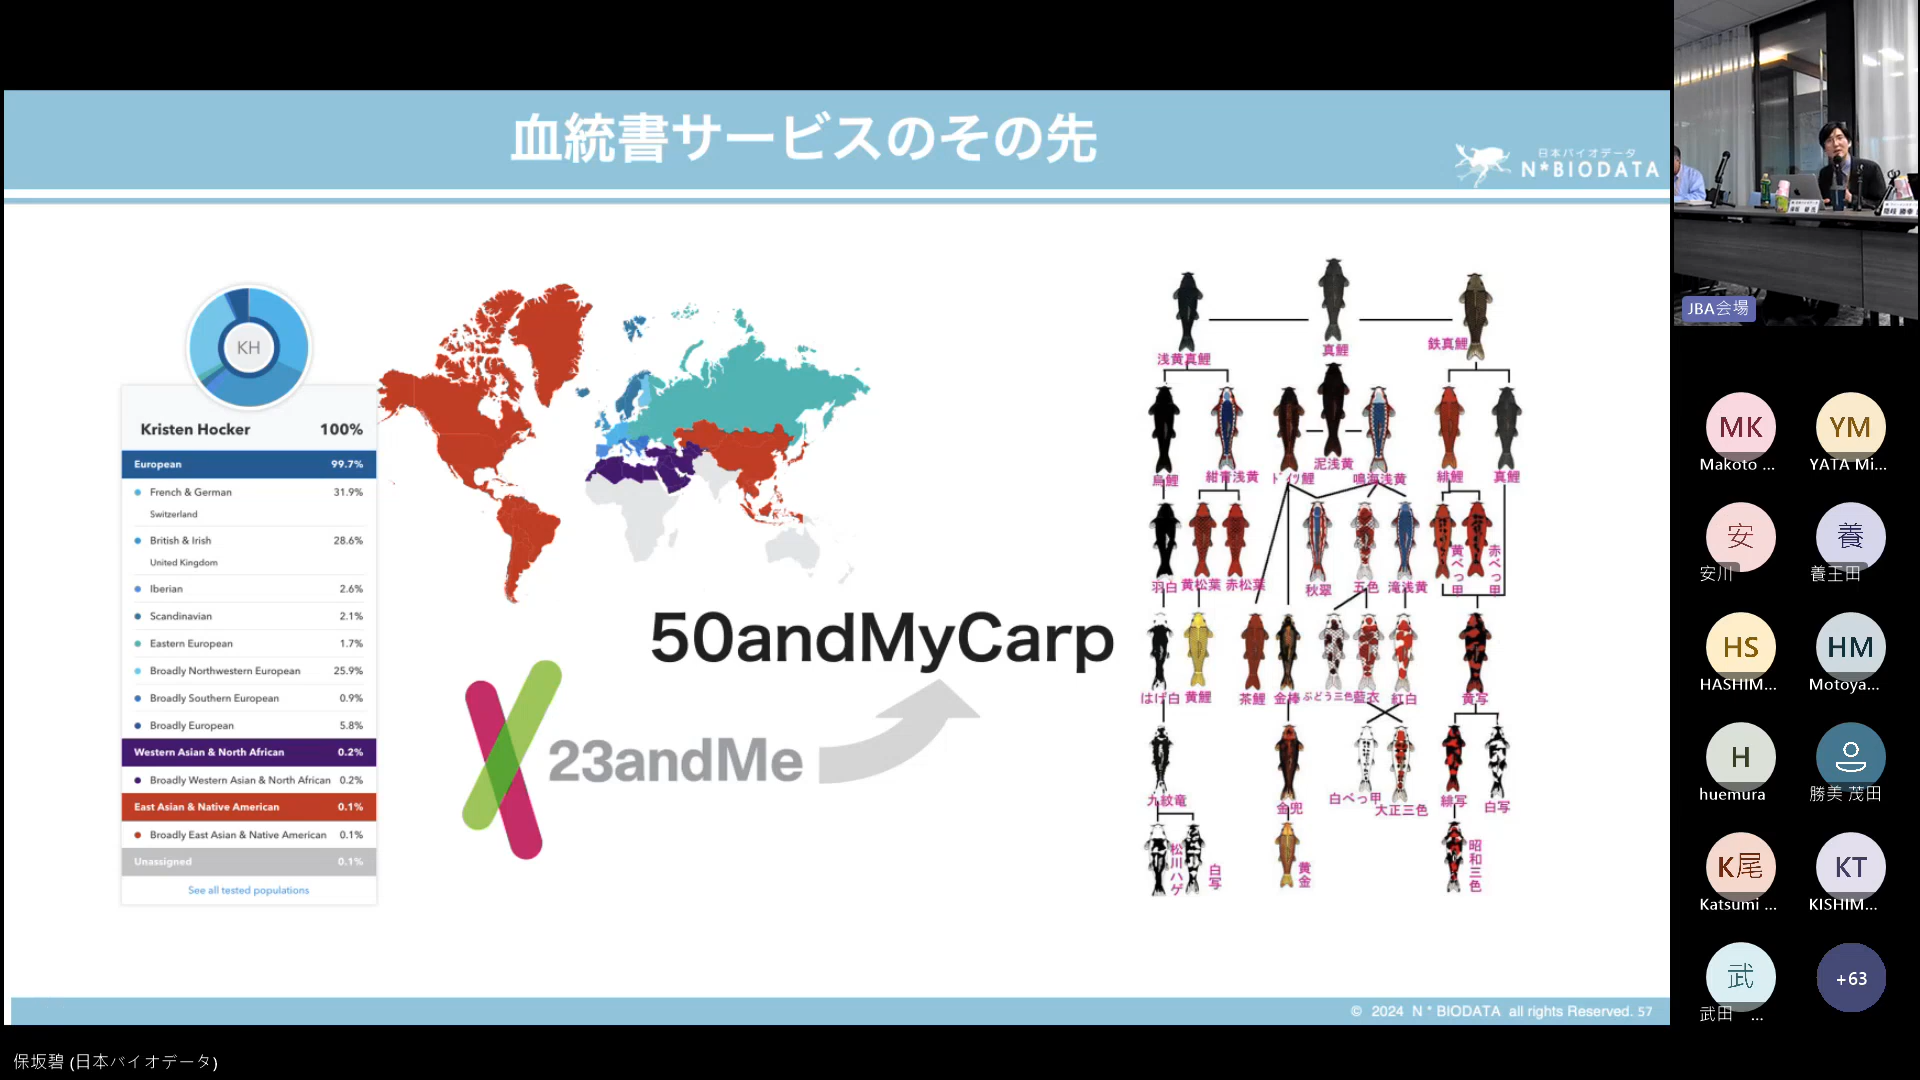 血統書サービスのその先
日本バイオデータ
N*BIODATA
KH
Kristen Hocker 100%
European 99.7%
French & German 31.9%
Switzerland
British & Irish 28.6%
United Kingdom
Iberian 2.6%
Scandinavian 2.1%
Eastern European 1.7%
Broadly Northwestern European 25.9%
Broadly Southern European 0.9%
Broadly European 5.8%
Western Asian & North African 0.2%
Broadly Western Asian & North African 0.2%
East Asian & Native American 0.1%
Broadly East Asian & Native American 0.1%
Unassigned 0.1%
See all tested populations
50andMyCarp
23andMe
浅黄真鯉 真鯉 鉄真鯉
烏鯉 紺青浅黄 ドイツ鯉 泥浅黄 鳴海浅黄 緋鯉 真鯉
羽白 黄松葉 赤松葉 秋翠 五色 滝浅黄 黄べっ甲 赤べっ甲
はげ白 黄鯉 茶鯉 金棒 ぶどう三色 藍衣 紅白 黄写
九紋竜 金兜 白べっ甲 大正三色 緋写 白写
松川ハゲ 白写 黄金 昭和三色
© 2024 N * BIODATA all rights Reserved. 57
保坂碧 (日本バイオデータ)
JBA会場
MK YM
Makoto ... YATA Mi...
安 養
安川 養王田
HS HM
HASHIM... Motoya...
H
huemura 勝美 茂田
K尾 KT
Katsumi ... KISHIM...
武 +63
武田 ...